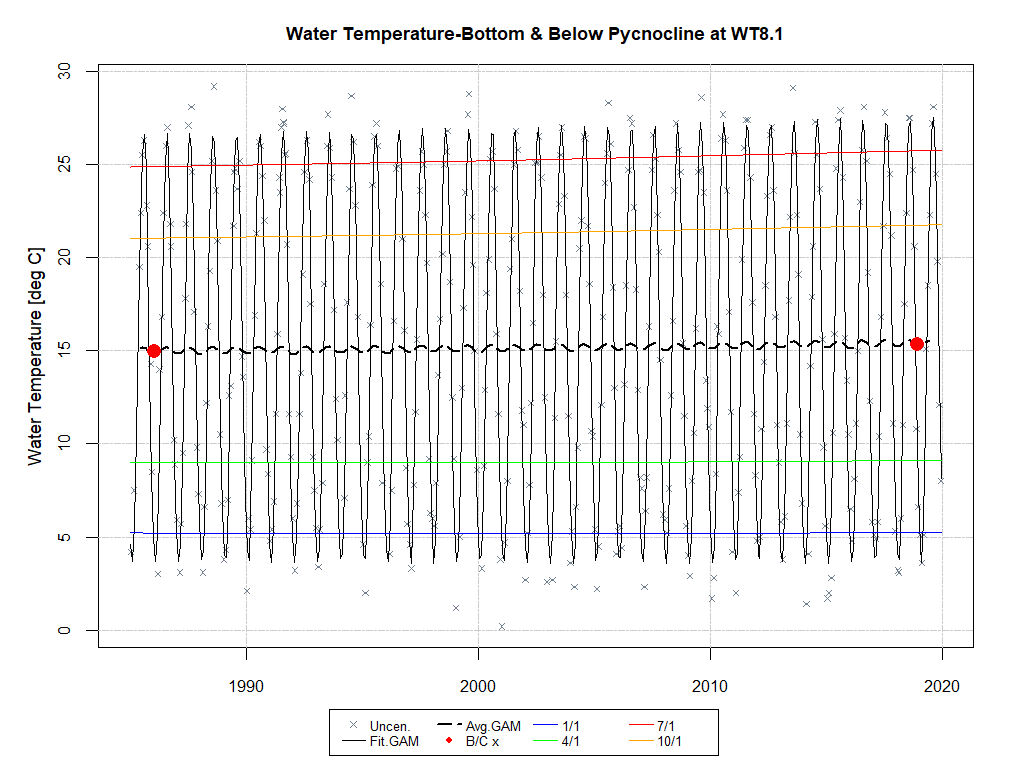 Water Temperature-Bottom & Below Pycnocline at WT8.1
Water Temperature [deg C]
30
25
20
15
10
5
0
1990 2000 2010 2020
Uncen. Avg.GAM 1/1 7/1
Fit.GAM B/C x 4/1 10/1